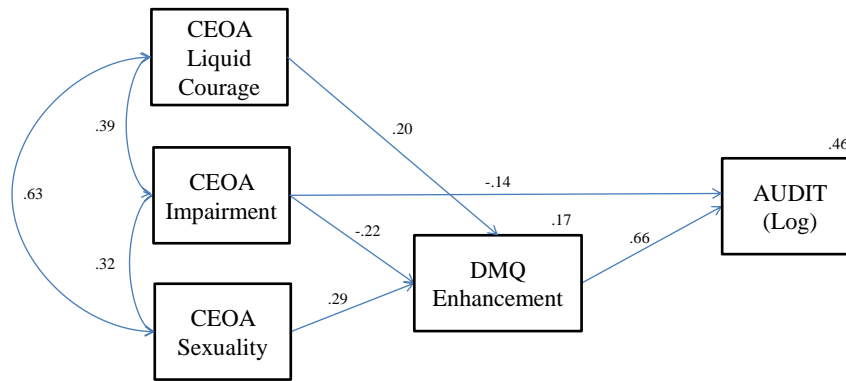 CEOA
Liquid
Courage
.39
.20
.46
.63
CEOA
Impairment
-.14
AUDIT
(Log)
-.22
.17
.66
.32
DMQ
Enhancement
CEOA
Sexuality
.29